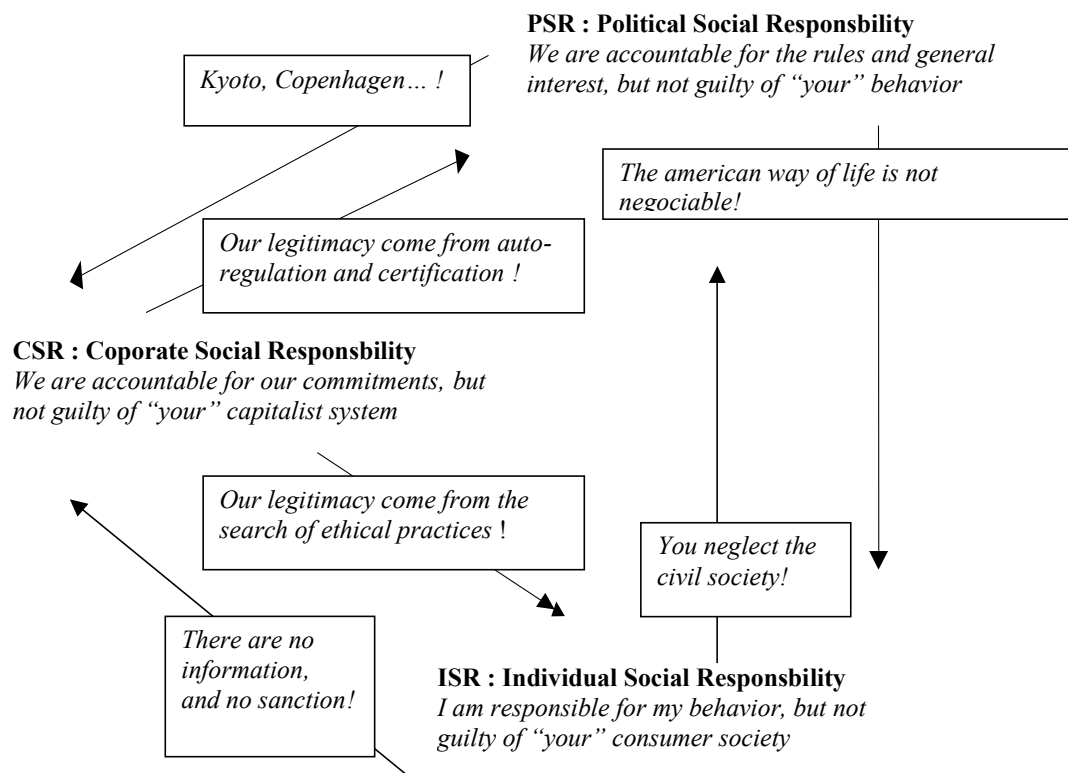 PSR : Political Social Responsbility
We are accountable for the rules and general
interest, but not guilty of “your” behavior
Kyoto, Copenhagen… !
The american way of life is not
negociable!
Our legitimacy come from auto-
regulation and certification !
CSR : Coporate Social Responsbility
We are accountable for our commitments, but
not guilty of “your” capitalist system
Our legitimacy come from the
search of ethical practices !
You neglect the
civil society!
There are no
information,
and no sanction!
ISR : Individual Social Responsbility
I am responsible for my behavior, but not
guilty of “your” consumer society